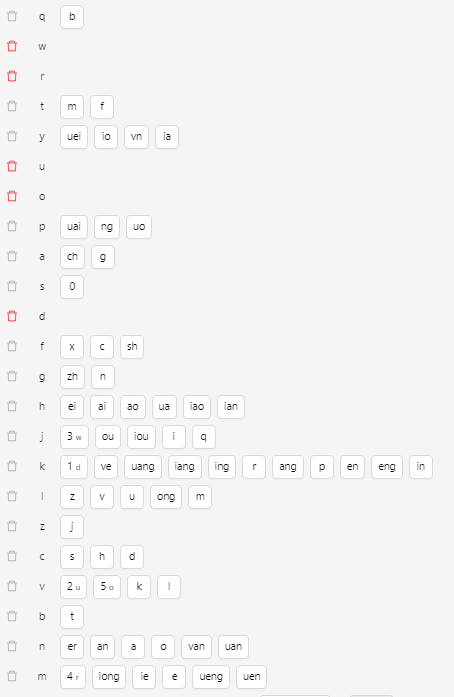 q b
w
r
t m f
y uei io vn ia
u
o
p uai ng uo
a ch g
s 0
d
f x c sh
g zh n
h ei ai ao ua iao ian
j 3 w ou iou i q
k 1 d ve uang iang ing r ang p en eng in
l z v u ong m
z j
c s h d
v 2 u 5 o k l
b t
n er an a o van uan
m 4 r iong ie e ueng uen